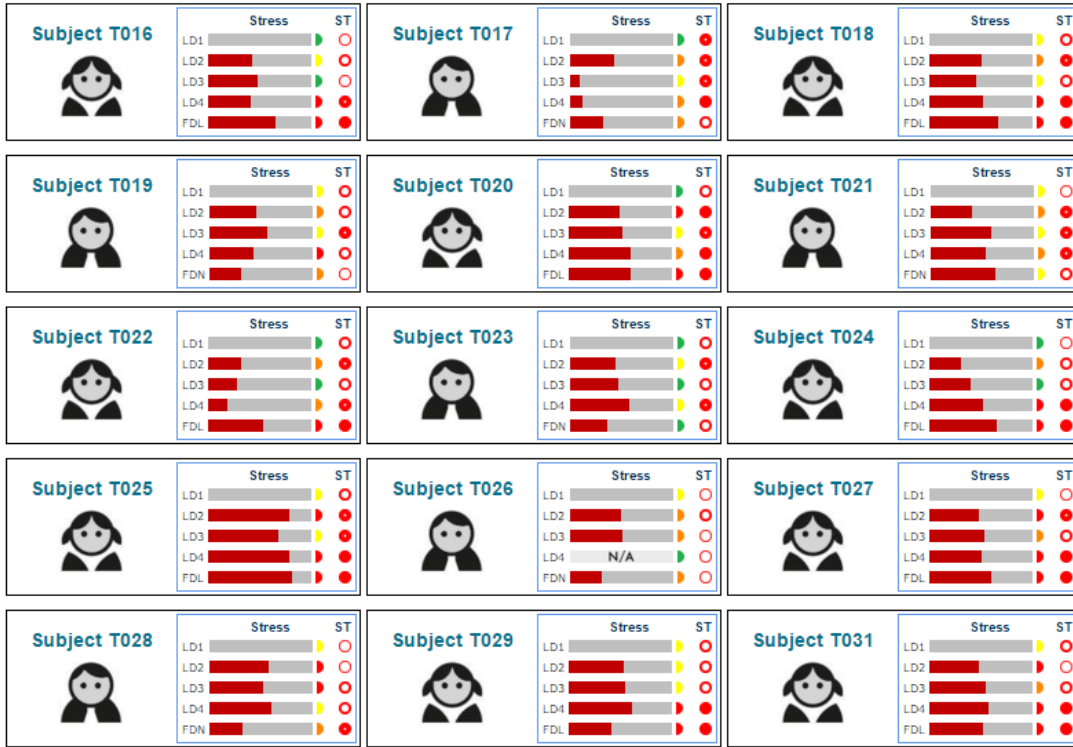 Subject T016
Stress ST
LD1
LD2
LD3
LD4
FDL
Subject T017
Stress ST
LD1
LD2
LD3
LD4
FDN
Subject T018
Stress ST
LD1
LD2
LD3
LD4
FDL
Subject T019
Stress ST
LD1
LD2
LD3
LD4
FDN
Subject T020
Stress ST
LD1
LD2
LD3
LD4
FDL
Subject T021
Stress ST
LD1
LD2
LD3
LD4
FDN
Subject T022
Stress ST
LD1
LD2
LD3
LD4
FDL
Subject T023
Stress ST
LD1
LD2
LD3
LD4
FDN
Subject T024
Stress ST
LD1
LD2
LD3
LD4
FDL
Subject T025
Stress ST
LD1
LD2
LD3
LD4
FDL
Subject T026
Stress ST
LD1
LD2
LD3
LD4 N/A
FDN
Subject T027
Stress ST
LD1
LD2
LD3
LD4
FDL
Subject T028
Stress ST
LD1
LD2
LD3
LD4
FDN
Subject T029
Stress ST
LD1
LD2
LD3
LD4
FDL
Subject T031
Stress ST
LD1
LD2
LD3
LD4
FDL